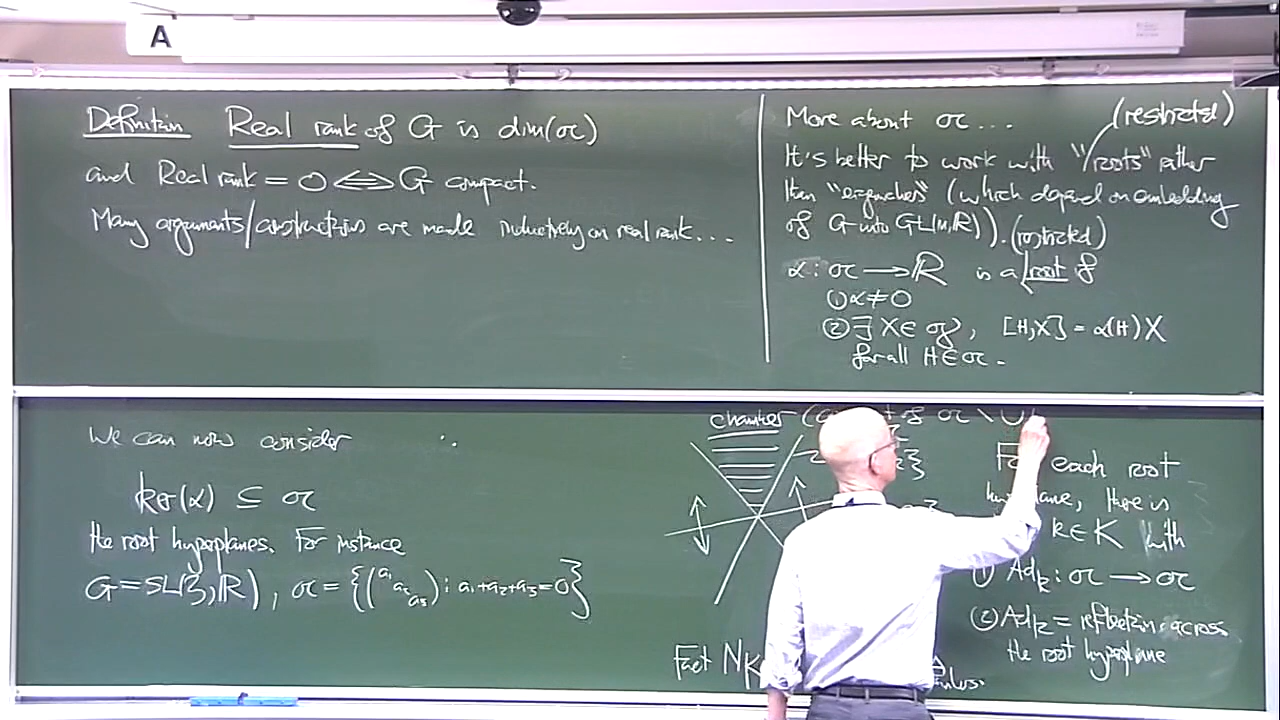 A
Definition Real rank of G is dim(𝔞)
and Real rank = 0 ⟺ G compact.
Many arguments/constructions are made inductively on real rank...
More about 𝔞 ... (restricted)
It's better to work with "roots" rather
than "eigenvalues" (which depend on embedding
of G into GL(m,ℝ)). (restricted)
α: 𝔞 → ℝ is a root if
① α ≠ 0
② ∃ X ∈ 𝔤, [H,X] = α(H)X
for all H ∈ 𝔞.
We can now consider
ker(α) ⊆ 𝔞
the root hyperplanes. For instance
G = SL(3,ℝ), 𝔞 = {(a₁ a₂ a₃) : a₁+a₂+a₃=0}
chamber of 𝔞 \ ∪
each root
there is
k ∈ K with
① Ad_k : 𝔞 → 𝔞
② Ad_k = reflection across
the root hyperplane
Fact N_K